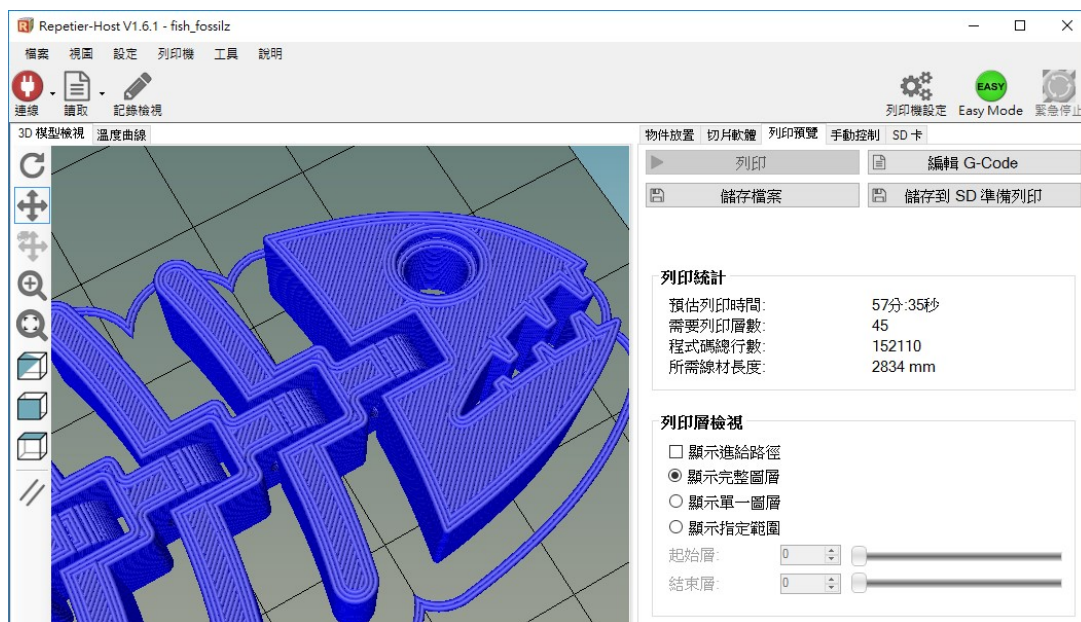 Repetier-Host V1.6.1 - fish_fossilz
檔案 視圖 設定 列印機 工具 說明
連線 讀取 記錄檢視 列印機設定 EASY Easy Mode 緊急停止
3D 模型檢視 溫度曲線 物件放置 切片軟體 列印預覽 手動控制 SD 卡
列印 編輯 G-Code
儲存檔案 儲存到 SD 準備列印
列印統計
預估列印時間: 57分:35秒
需要列印層數: 45
程式碼總行數: 152110
所需線材長度: 2834 mm
列印層檢視
顯示進給路徑
顯示完整圖層
顯示單一圖層
顯示指定範圍
起始層: 0
結束層: 0